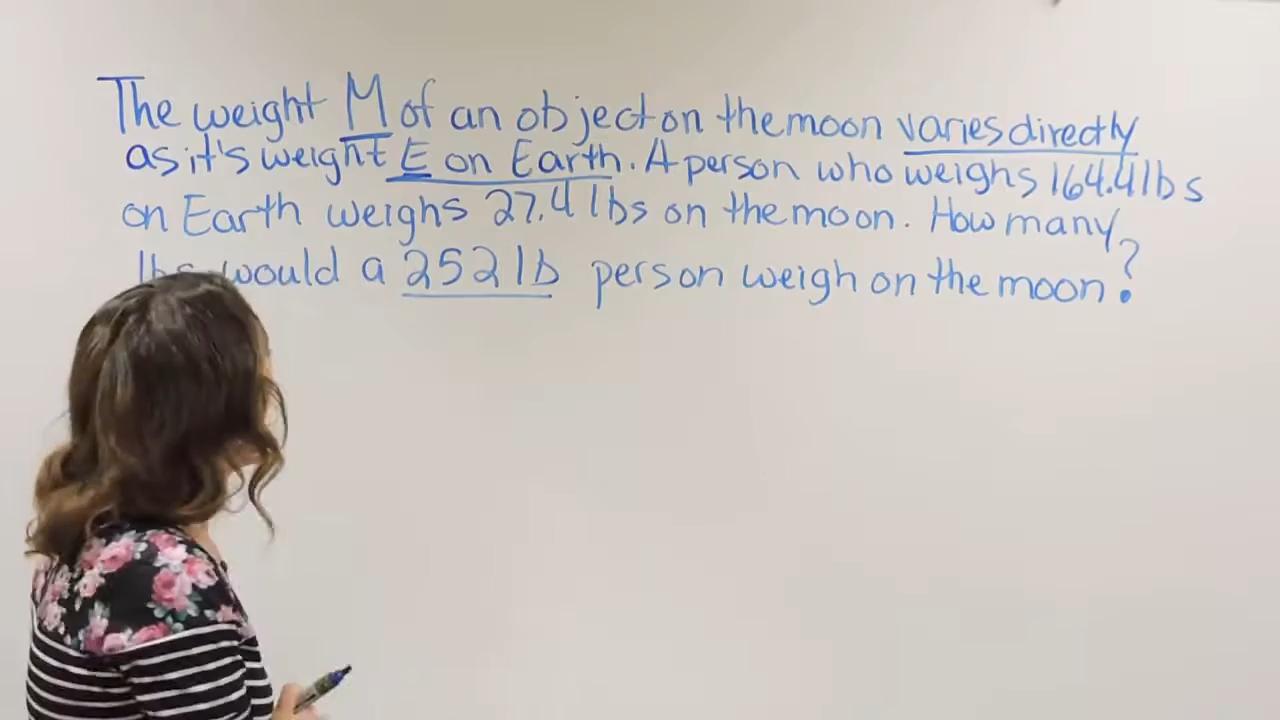 The weight M of an object on the moon varies directly
as it's weight E on Earth. A person who weighs 164.4 lbs
on Earth weighs 27.4 lbs on the moon. How many
lbs would a 252 lb person weigh on the moon?